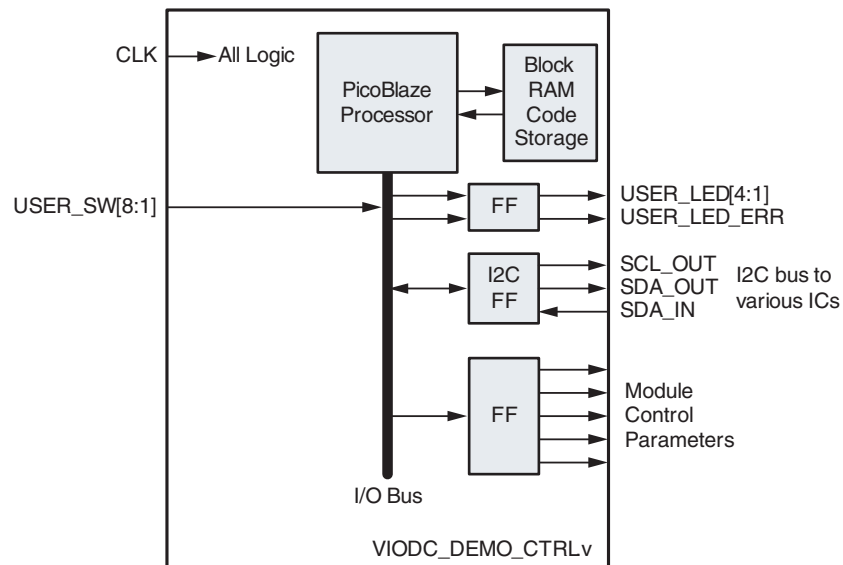 CLK
All Logic
PicoBlaze
Processor
Block
RAM
Code
Storage
USER_SW[8:1]
FF
USER_LED[4:1]
USER_LED_ERR
I2C
FF
SCL_OUT
SDA_OUT
SDA_IN
I2C bus to
various ICs
FF
Module
Control
Parameters
I/O Bus
VIODC_DEMO_CTRLv